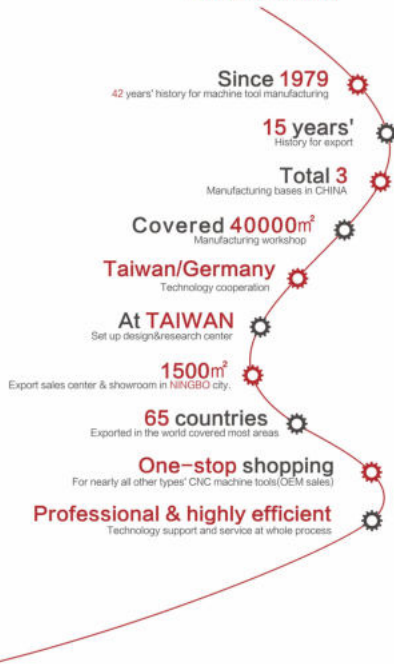 Since 1979
42 years' history for machine tool manufacturing
15 years'
History for export
Total 3
Manufacturing bases in CHINA
Covered 40000㎡
Manufacturing workshop
Taiwan/Germany
Technology cooperation
At TAIWAN
Set up design&research center
1500㎡
Export sales center & showroom in NINGBO city.
65 countries
Exported in the world covered most areas
One-stop shopping
For nearly all other types' CNC machine tools(OEM sales)
Professional & highly efficient
Technology support and service at whole process